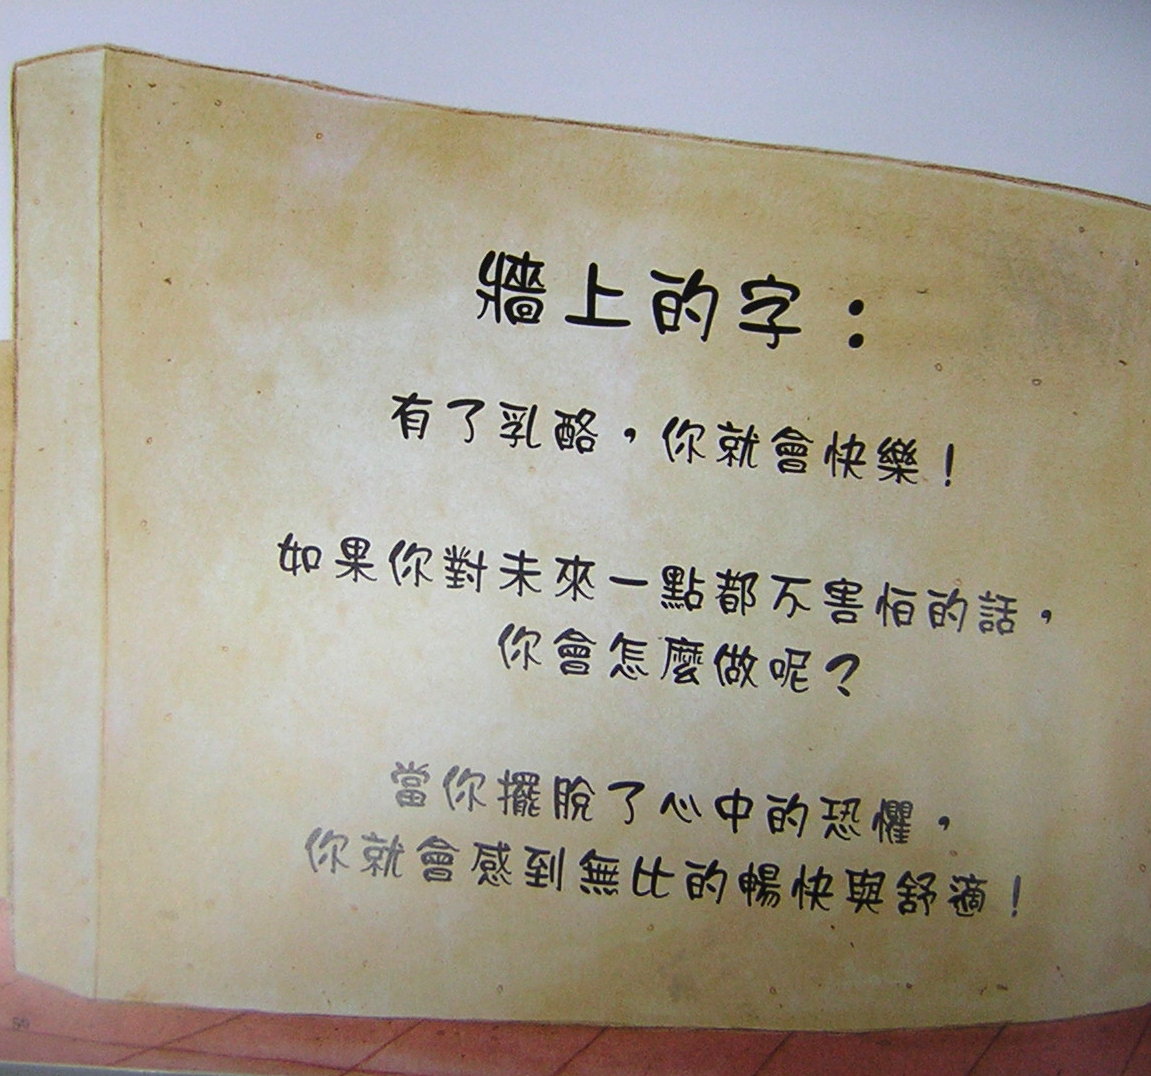 牆上的字：
有了乳酪，你就會快樂！
如果你對未來一點都不害怕的話，
你會怎麼做呢？
當你擺脫了心中的恐懼，
你就會感到無比的暢快與舒適！